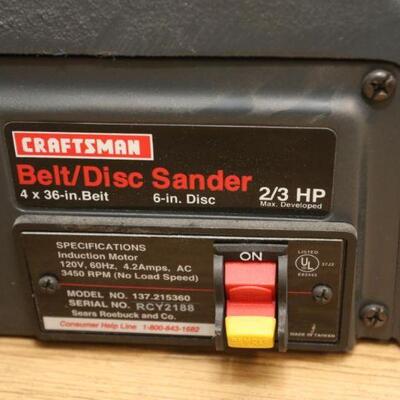 CRAFTSMAN
Belt/Disc Sander
4 x 36-in.Belt 6-in. Disc
2/3 HP
Max. Developed
SPECIFICATIONS
Induction Motor
120V, 60Hz, 4.2Amps, AC
3450 RPM (No Load Speed)
MODEL NO. 137.215360
SERIAL NO. RCY2188
Sears Roebuck and Co.
Consumer Help Line 1-800-843-1682
ON
LISTED
UL
MADE IN TAIWAN